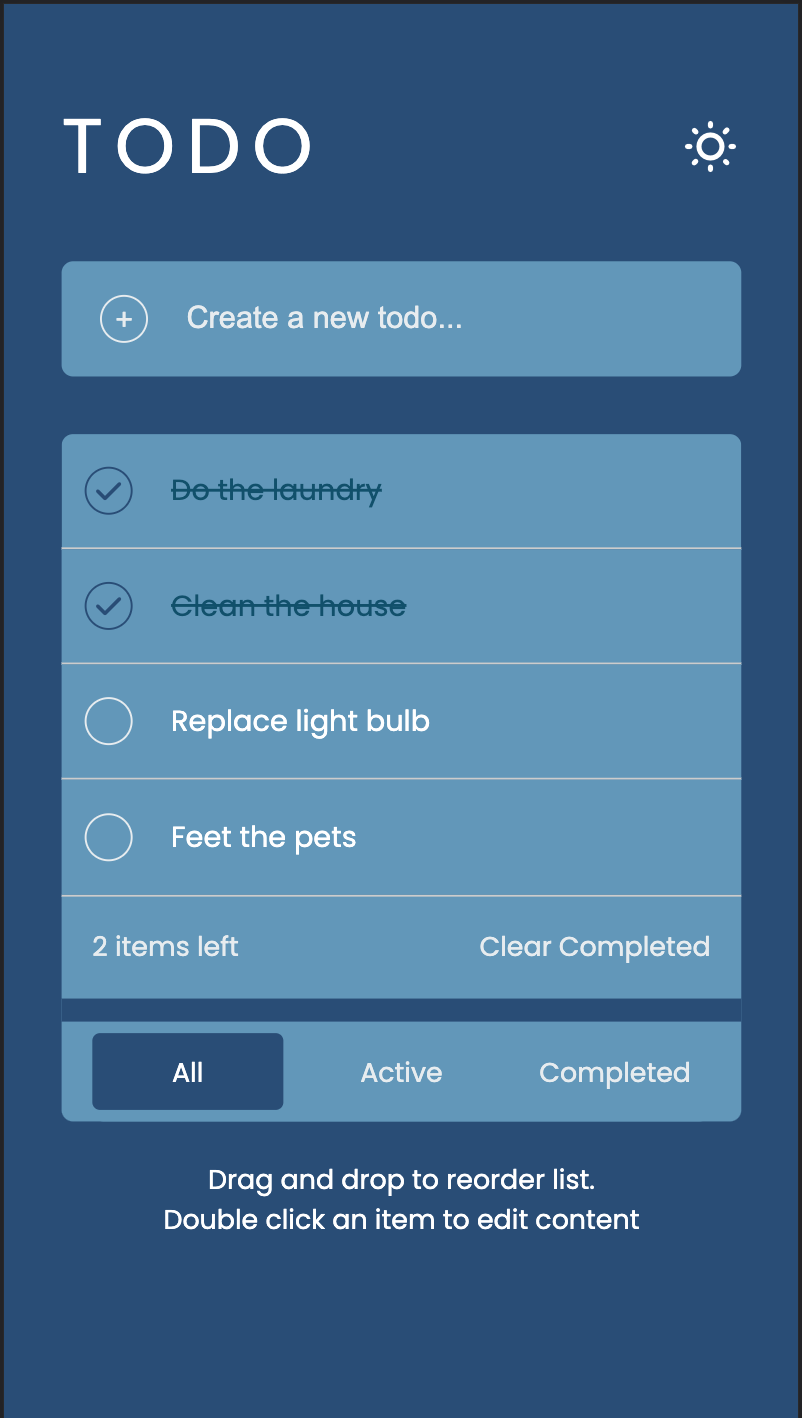 TODO
Create a new todo...
Do the laundry
Clean the house
Replace light bulb
Feet the pets
2 items left Clear Completed
All Active Completed
Drag and drop to reorder list.
Double click an item to edit content